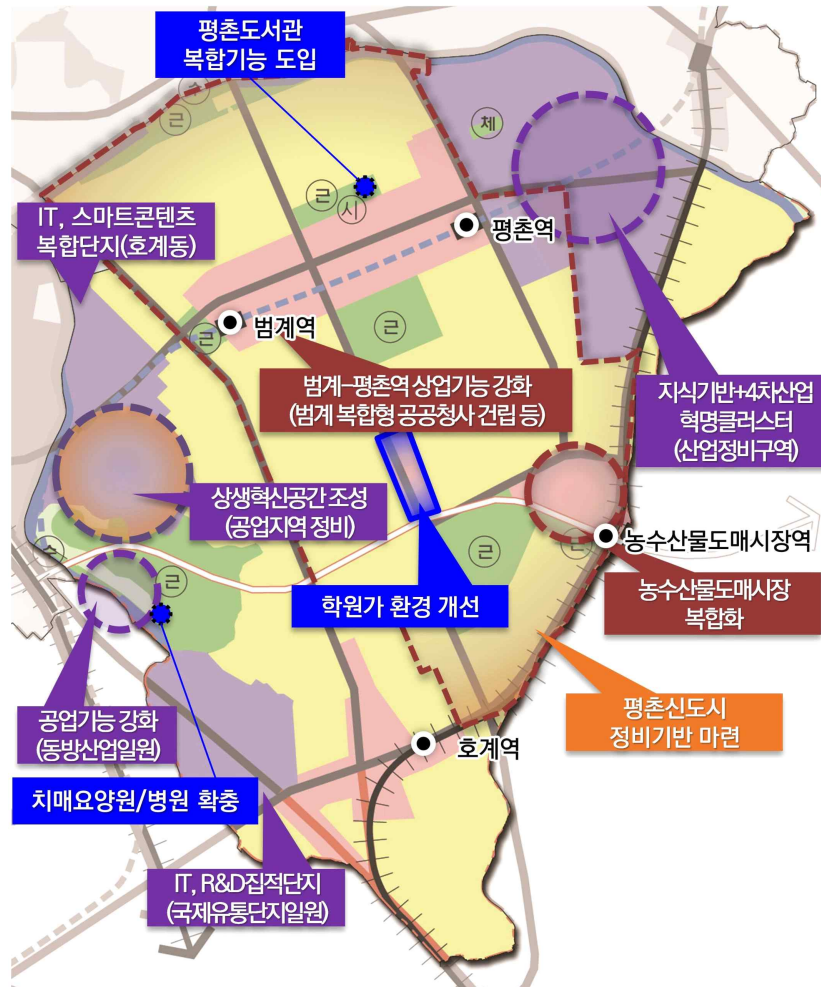 평촌도서관
복합기능 도입
체
근
근
시
평촌역
IT, 스마트콘텐츠
복합단지(호계동)
근
범계역
근
범계-평촌역 상업기능 강화
(범계 복합형 공공청사 건립 등)
지식기반+4차산업
혁명클러스터
(산업정비구역)
상생혁신공간 조성
(공업지역 정비)
근
근
농수산물도매시장역
근
학원가 환경 개선
농수산물도매시장
복합화
공업기능 강화
(동방산업일원)
평촌신도시
정비기반 마련
호계역
치매요양원/병원 확충
IT, R&D집적단지
(국제유통단지일원)